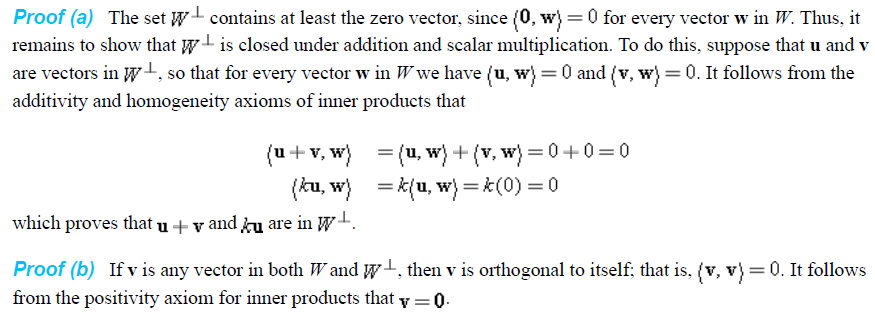 Proof (a) The set W⊥ contains at least the zero vector, since ⟨0, w⟩ = 0 for every vector w in W. Thus, it
remains to show that W⊥ is closed under addition and scalar multiplication. To do this, suppose that u and v
are vectors in W⊥, so that for every vector w in W we have ⟨u, w⟩ = 0 and ⟨v, w⟩ = 0. It follows from the
additivity and homogeneity axioms of inner products that
⟨u + v, w⟩ = ⟨u, w⟩ + ⟨v, w⟩ = 0 + 0 = 0
⟨ku, w⟩ = k⟨u, w⟩ = k(0) = 0
which proves that u + v and ku are in W⊥.
Proof (b) If v is any vector in both W and W⊥, then v is orthogonal to itself; that is, ⟨v, v⟩ = 0. It follows
from the positivity axiom for inner products that v = 0.